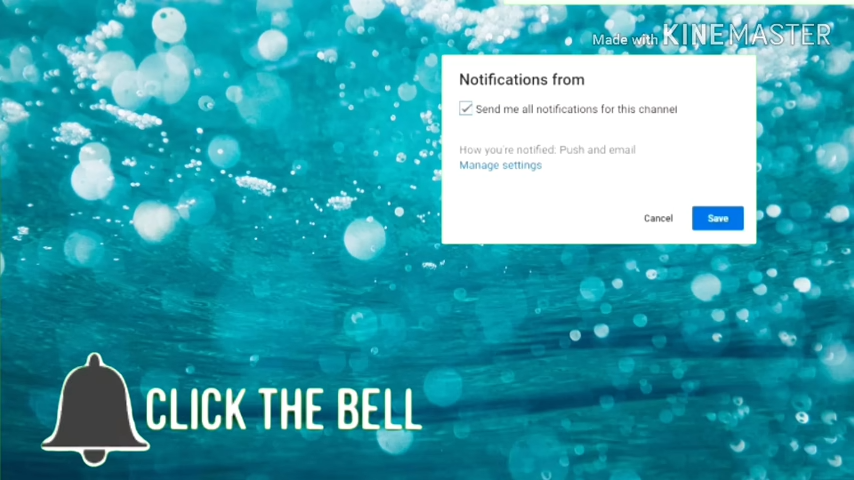 Made with KINEMASTER
Notifications from
Send me all notifications for this channel
How you're notified: Push and email
Manage settings
Cancel
Save
CLICK THE BELL